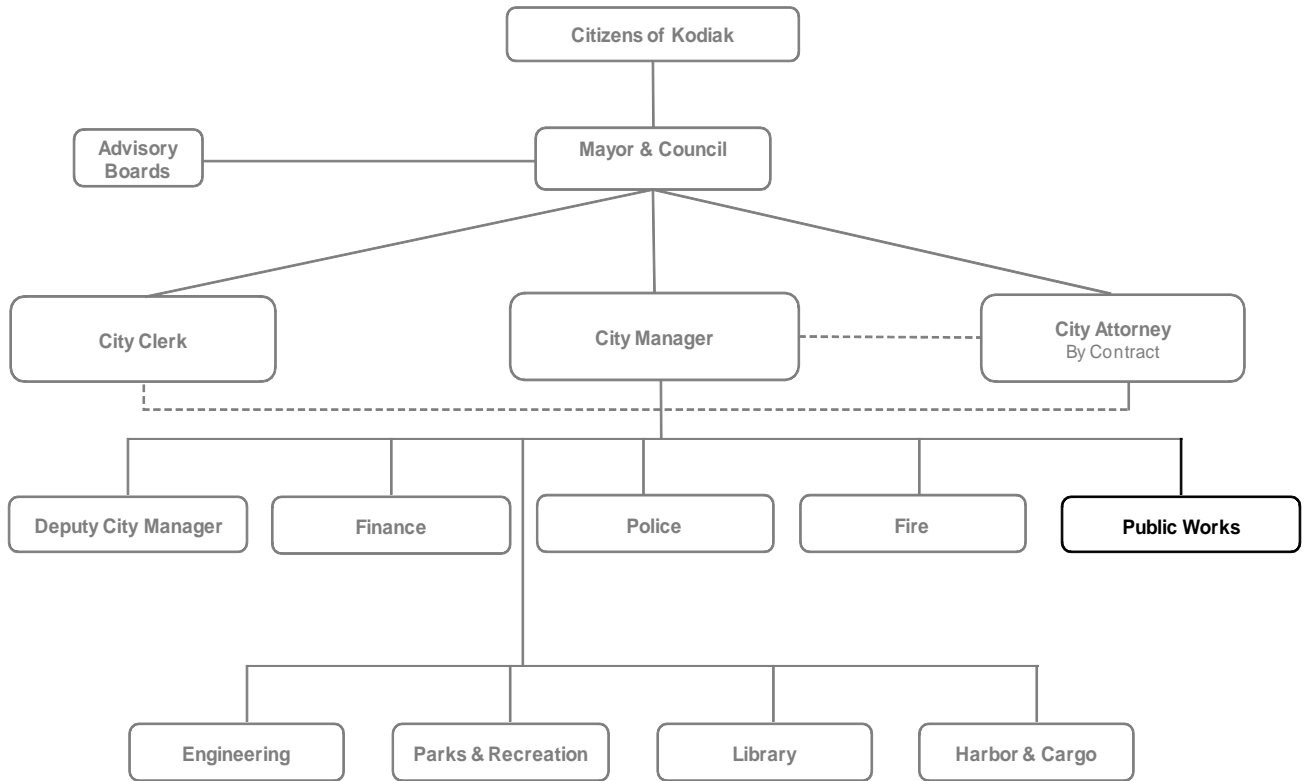 Citizens of Kodiak
Advisory
Boards
Mayor & Council
City Clerk
City Manager
City Attorney
By Contract
Deputy City Manager
Finance
Police
Fire
Public Works
Engineering
Parks & Recreation
Library
Harbor & Cargo